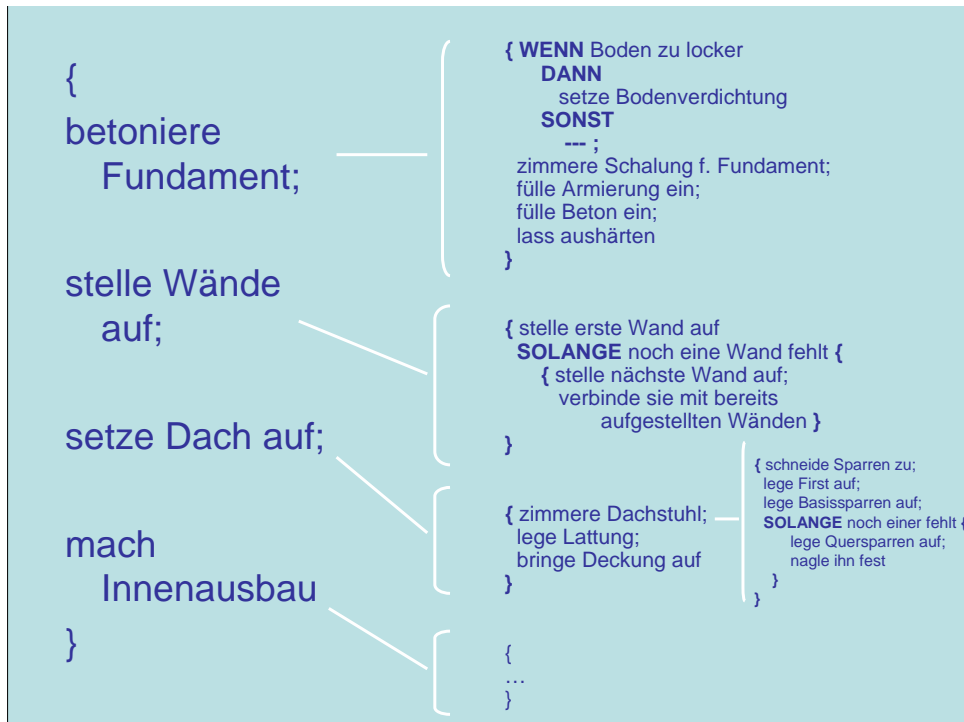 {
betoniere
Fundament;
stelle Wände
auf;
setze Dach auf;
mach
Innenausbau
}
{ WENN Boden zu locker
DANN
setze Bodenverdichtung
SONST
--- ;
zimmere Schalung f. Fundament;
fülle Armierung ein;
fülle Beton ein;
lass aushärten
}
{ stelle erste Wand auf
SOLANGE noch eine Wand fehlt {
{ stelle nächste Wand auf;
verbinde sie mit bereits
aufgestellten Wänden }
}
{ zimmere Dachstuhl;
lege Lattung;
bringe Deckung auf
}
{ schneide Sparren zu;
lege First auf;
lege Basissparren auf;
SOLANGE noch einer fehlt {
lege Quersparren auf;
nagle ihn fest
}
}
{
…
}